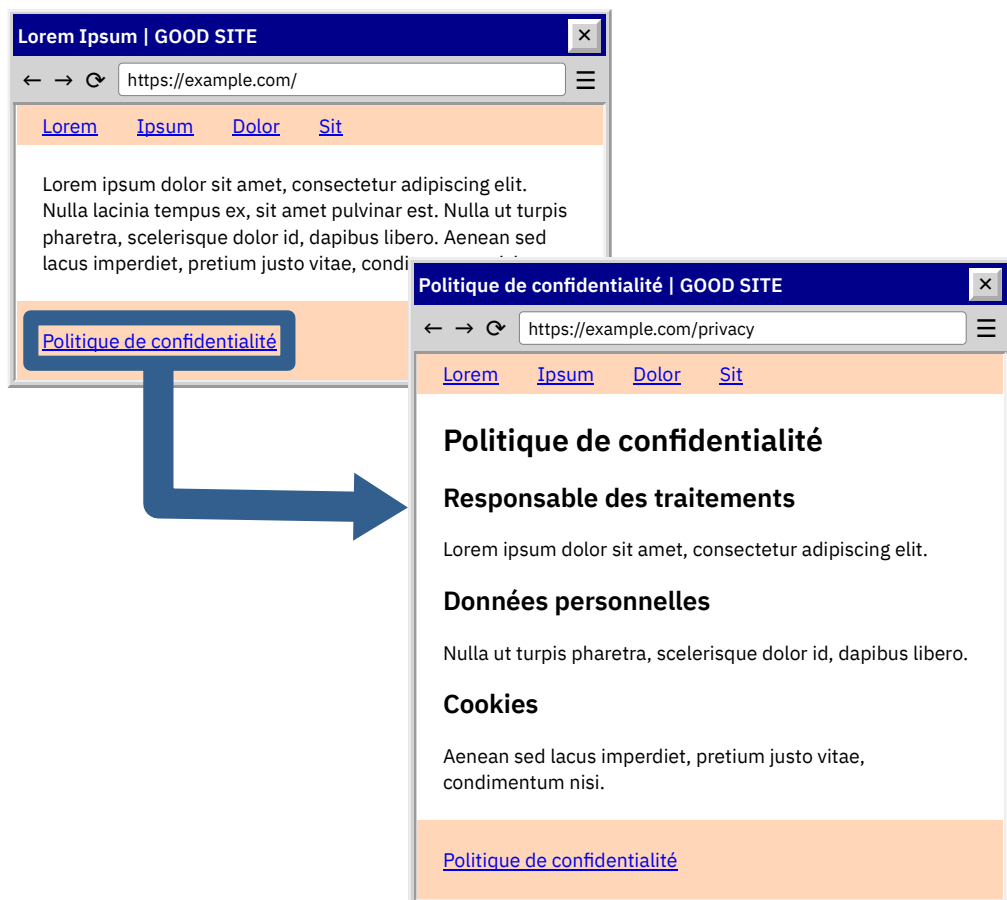 Lorem Ipsum | GOOD SITE
https://example.com/
Lorem Ipsum Dolor Sit
Lorem ipsum dolor sit amet, consectetur adipiscing elit.
Nulla lacinia tempus ex, sit amet pulvinar est. Nulla ut turpis
pharetra, scelerisque dolor id, dapibus libero. Aenean sed
lacus imperdiet, pretium justo vitae,
Politique de confidentialité
Politique de confidentialité | GOOD SITE
https://example.com/privacy
Lorem Ipsum Dolor Sit
Politique de confidentialité
Responsable des traitements
Lorem ipsum dolor sit amet, consectetur adipiscing elit.
Données personnelles
Nulla ut turpis pharetra, scelerisque dolor id, dapibus libero.
Cookies
Aenean sed lacus imperdiet, pretium justo vitae,
condimentum nisi.
Politique de confidentialité